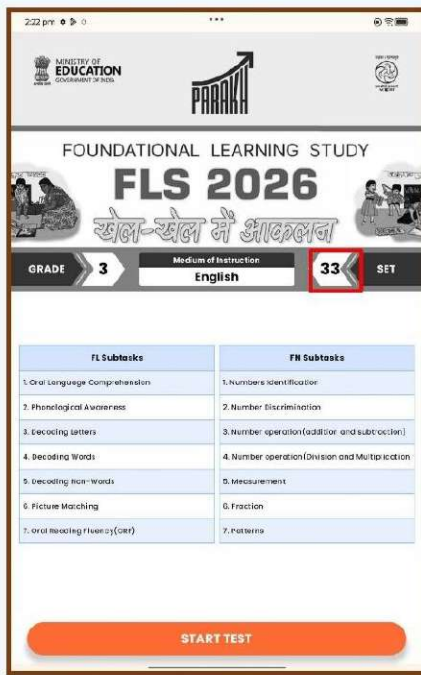 2:22 pm
MINISTRY OF
EDUCATION
GOVERNMENT OF INDIA
PARAKH
FOUNDATIONAL LEARNING STUDY
FLS 2026
खेल-खेल में आकलन
GRADE 3
Medium of Instruction
English
33 SET
FL Subtasks
FN Subtasks
1. Oral Language Comprehension
1. Numbers Identification
2. Phonological Awareness
2. Number Discrimination
3. Decoding Letters
3. Number operation(addition and subtraction)
4. Decoding Words
4. Number operation(Division and Multiplication
5. Decoding Non-Words
5. Measurement
6. Picture Matching
6. Fraction
7. Oral Reading Fluency(ORF)
7. Patterns
START TEST